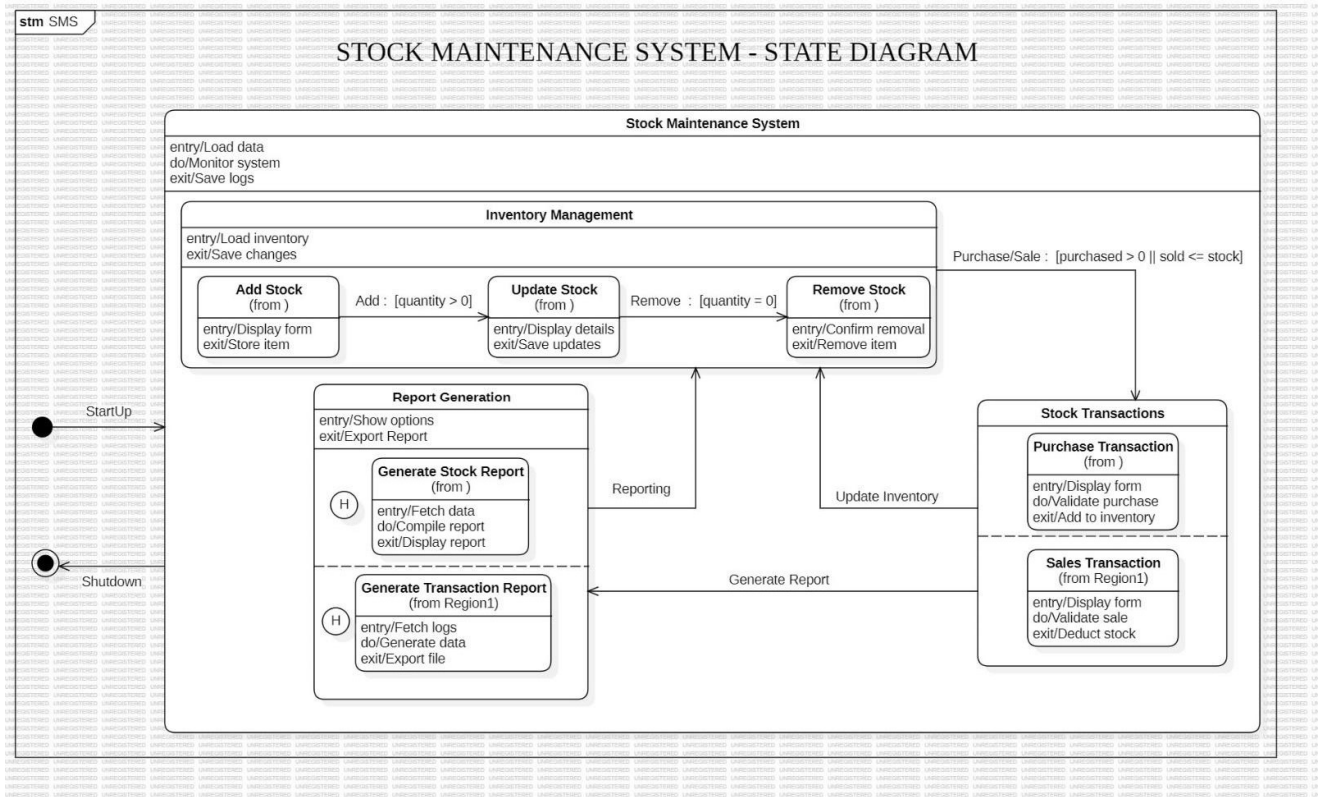 stm SMS
STOCK MAINTENANCE SYSTEM - STATE DIAGRAM
Stock Maintenance System
entry/Load data
do/Monitor system
exit/Save logs
Inventory Management
entry/Load inventory
exit/Save changes
Add Stock
(from )
entry/Display form
exit/Store item
Add : [quantity > 0]
Update Stock
(from )
entry/Display details
exit/Save updates
Remove : [quantity = 0]
Remove Stock
(from )
entry/Confirm removal
exit/Remove item
Purchase/Sale : [purchased > 0 || sold <= stock]
StartUp
Shutdown
Report Generation
entry/Show options
exit/Export Report
H
Generate Stock Report
(from )
entry/Fetch data
do/Compile report
exit/Display report
H
Generate Transaction Report
(from Region1)
entry/Fetch logs
do/Generate data
exit/Export file
Reporting
Update Inventory
Generate Report
Stock Transactions
Purchase Transaction
(from )
entry/Display form
do/Validate purchase
exit/Add to inventory
Sales Transaction
(from Region1)
entry/Display form
do/Validate sale
exit/Deduct stock
UNREGISTERED